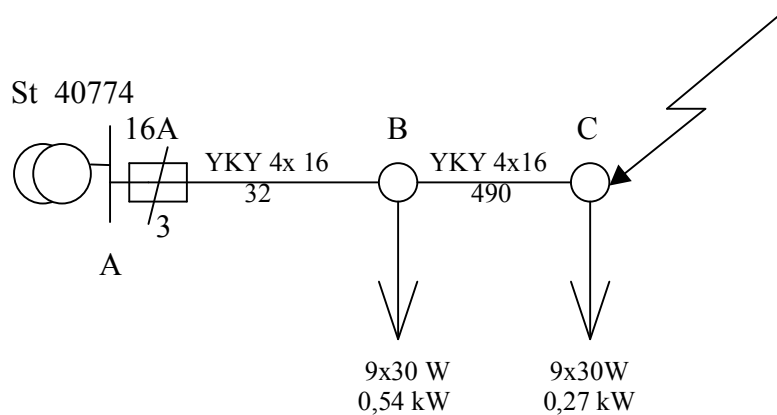 St 40774
16A
3
A
YKY 4x 16
32
B
YKY 4x16
490
C
9x30 W
0,54 kW
9x30W
0,27 kW